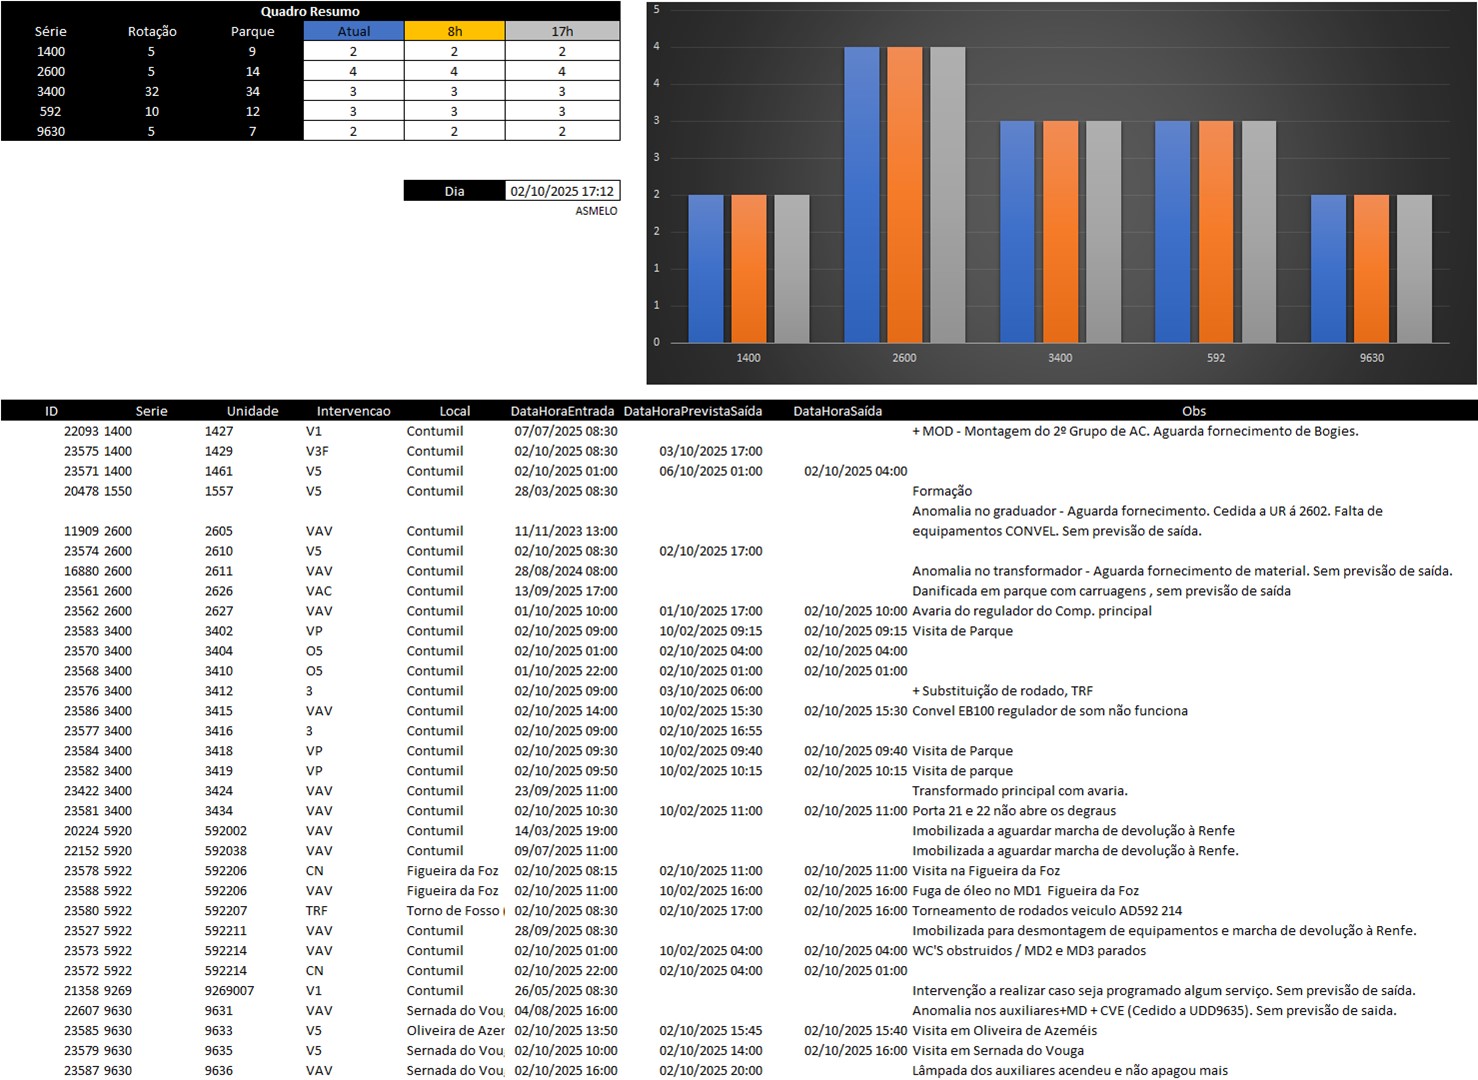 Quadro Resumo
Série Rotação Parque Atual 8h 17h
1400 5 9 2 2 2
2600 5 14 4 4 4
3400 32 34 3 3 3
592 10 12 3 3 3
9630 5 7 2 2 2
Dia 02/10/2025 17:12
ASMELO
5
4
4
3
3
2
2
1
1
0
1400 2600 3400 592 9630
ID Serie Unidade Intervencao Local DataHoraEntrada DataHoraPrevistaSaída DataHoraSaída Obs
22093 1400 1427 V1 Contumil 07/07/2025 08:30 + MOD - Montagem do 2º Grupo de AC. Aguarda fornecimento de Bogies.
23575 1400 1429 V3F Contumil 02/10/2025 08:30 03/10/2025 17:00
23571 1400 1461 V5 Contumil 02/10/2025 01:00 06/10/2025 01:00 02/10/2025 04:00
20478 1550 1557 V5 Contumil 28/03/2025 08:30 Formação
Anomalia no graduador - Aguarda fornecimento. Cedida a UR á 2602. Falta de
11909 2600 2605 VAV Contumil 11/11/2023 13:00 equipamentos CONVEL. Sem previsão de saída.
23574 2600 2610 V5 Contumil 02/10/2025 08:30 02/10/2025 17:00
16880 2600 2611 VAV Contumil 28/08/2024 08:00 Anomalia no transformador - Aguarda fornecimento de material. Sem previsão de saída.
23561 2600 2626 VAC Contumil 13/09/2025 17:00 Danificada em parque com carruagens , sem previsão de saída
23562 2600 2627 VAV Contumil 01/10/2025 10:00 01/10/2025 17:00 02/10/2025 10:00 Avaria do regulador do Comp. principal
23583 3400 3402 VP Contumil 02/10/2025 09:00 10/02/2025 09:15 02/10/2025 09:15 Visita de Parque
23570 3400 3404 O5 Contumil 02/10/2025 01:00 02/10/2025 04:00 02/10/2025 04:00
23568 3400 3410 O5 Contumil 01/10/2025 22:00 02/10/2025 01:00 02/10/2025 01:00
23576 3400 3412 3 Contumil 02/10/2025 09:00 03/10/2025 06:00 + Substituição de rodado, TRF
23586 3400 3415 VAV Contumil 02/10/2025 14:00 10/02/2025 15:30 02/10/2025 15:30 Convel EB100 regulador de som não funciona
23577 3400 3416 3 Contumil 02/10/2025 09:00 02/10/2025 16:55
23584 3400 3418 VP Contumil 02/10/2025 09:30 10/02/2025 09:40 02/10/2025 09:40 Visita de Parque
23582 3400 3419 VP Contumil 02/10/2025 09:50 10/02/2025 10:15 02/10/2025 10:15 Visita de parque
23422 3400 3424 VAV Contumil 23/09/2025 11:00 Transformado principal com avaria.
23581 3400 3434 VAV Contumil 02/10/2025 10:30 10/02/2025 11:00 02/10/2025 11:00 Porta 21 e 22 não abre os degraus
20224 5920 592002 VAV Contumil 14/03/2025 19:00 Imobilizada a aguardar marcha de devolução à Renfe
22152 5920 592038 VAV Contumil 09/07/2025 11:00 Imobilizada a aguardar marcha de devolução à Renfe.
23578 5922 592206 CN Figueira da Foz 02/10/2025 08:15 02/10/2025 11:00 02/10/2025 11:00 Visita na Figueira da Foz
23588 5922 592206 VAV Figueira da Foz 02/10/2025 11:00 10/02/2025 16:00 02/10/2025 16:00 Fuga de óleo no MD1 Figueira da Foz
23580 5922 592207 TRF Torno de Fosso ( 02/10/2025 08:30 02/10/2025 17:00 02/10/2025 16:00 Torneamento de rodados veiculo AD592 214
23527 5922 592211 VAV Contumil 28/09/2025 08:30 Imobilizada para desmontagem de equipamentos e marcha de devolução à Renfe.
23573 5922 592214 VAV Contumil 02/10/2025 01:00 10/02/2025 04:00 02/10/2025 04:00 WC'S obstruidos / MD2 e MD3 parados
23572 5922 592214 CN Contumil 02/10/2025 22:00 02/10/2025 04:00 02/10/2025 01:00
21358 9269 9269007 V1 Contumil 26/05/2025 08:30 Intervenção a realizar caso seja programado algum serviço. Sem previsão de saída.
22607 9630 9631 VAV Sernada do Vou 04/08/2025 16:00 Anomalia nos auxiliares+MD + CVE (Cedido a UDD9635). Sem previsão de saida.
23585 9630 9633 V5 Oliveira de Azer 02/10/2025 13:50 02/10/2025 15:45 02/10/2025 15:40 Visita em Oliveira de Azeméis
23579 9630 9635 V5 Sernada do Vou 02/10/2025 10:00 02/10/2025 14:00 02/10/2025 16:00 Visita em Sernada do Vouga
23587 9630 9636 VAV Sernada do Vou 02/10/2025 16:00 02/10/2025 20:00 Lâmpada dos auxiliares acendeu e não apagou mais